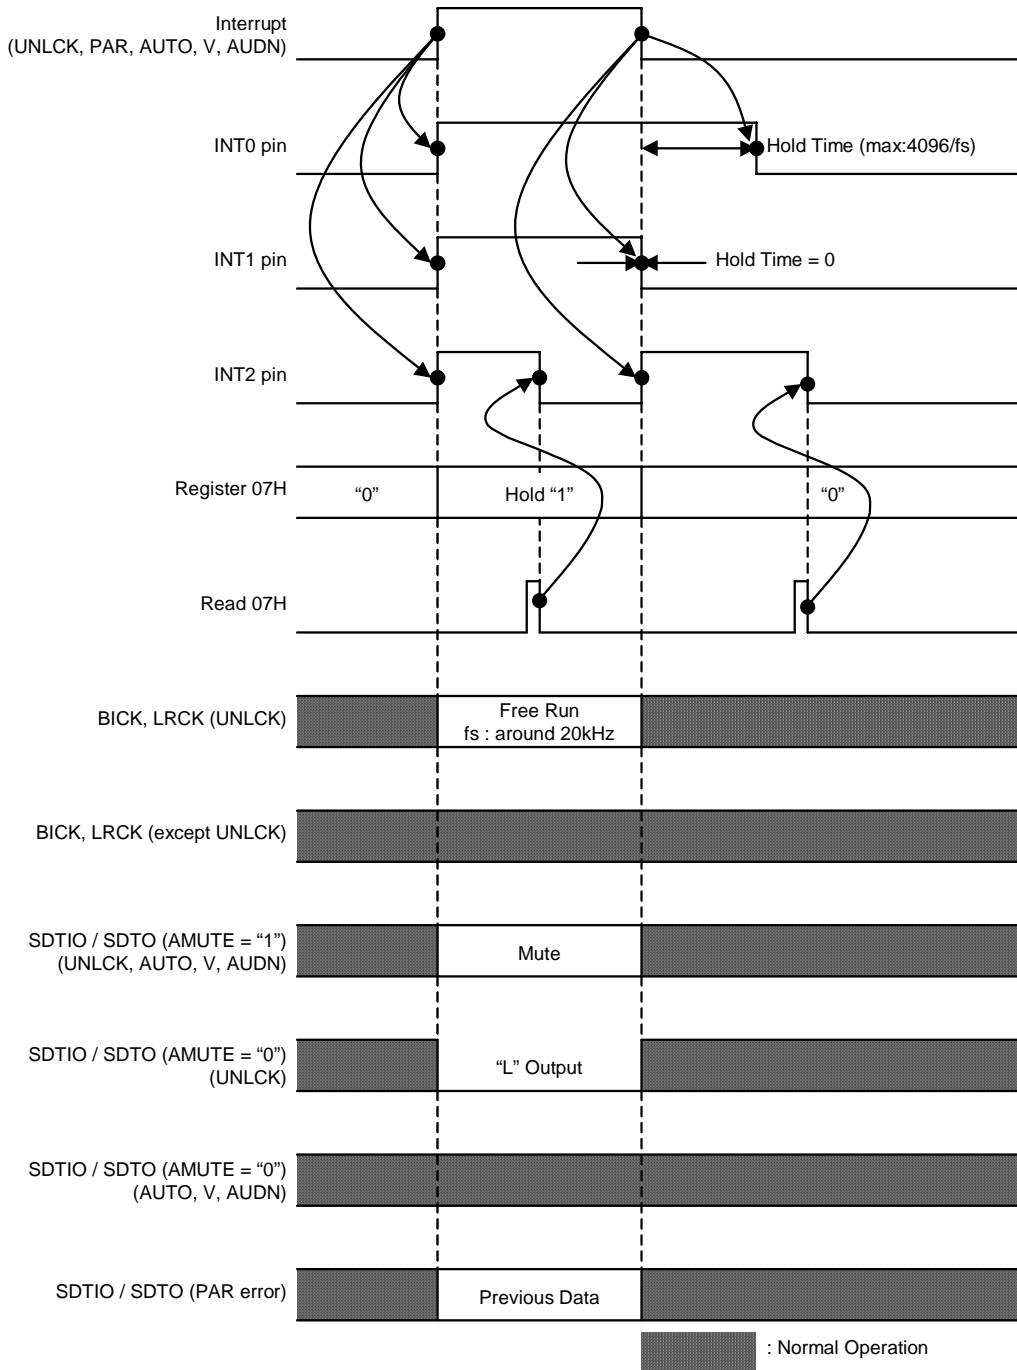 Interrupt
(UNLCK, PAR, AUTO, V, AUDN)
INT0 pin
Hold Time (max:4096/fs)
INT1 pin
Hold Time = 0
INT2 pin
Register 07H
“0”
Hold “1”
“0”
Read 07H
BICK, LRCK (UNLCK)
Free Run
fs : around 20kHz
BICK, LRCK (except UNLCK)
SDTIO / SDTO (AMUTE = “1”)
(UNLCK, AUTO, V, AUDN)
Mute
SDTIO / SDTO (AMUTE = “0”)
(UNLCK)
“L” Output
SDTIO / SDTO (AMUTE = “0”)
(AUTO, V, AUDN)
SDTIO / SDTO (PAR error)
Previous Data
: Normal Operation